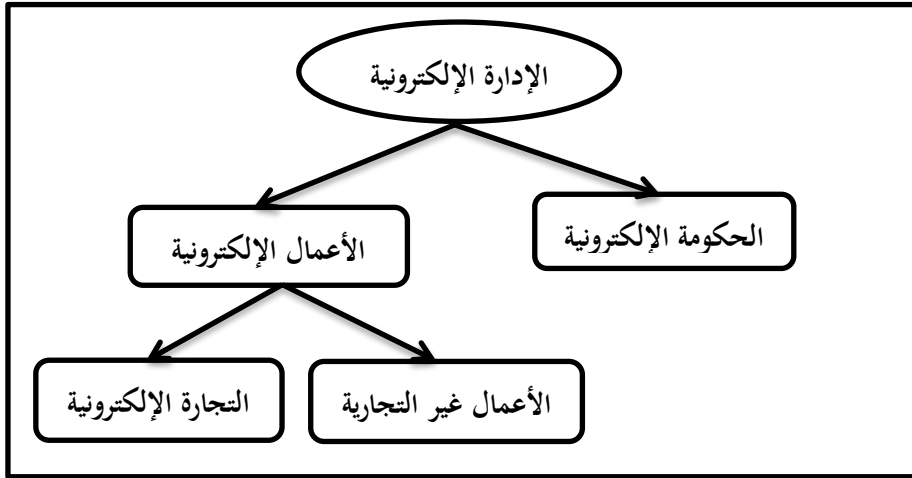 الإدارة الإلكترونية
الحكومة الإلكترونية
الأعمال الإلكترونية
الأعمال غير التجارية
التجارة الإلكترونية